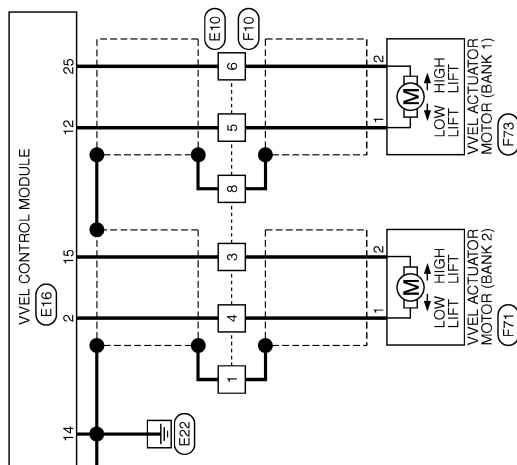 E10
F10
VVEL CONTROL MODULE
E16
25
6
2
HIGH
LIFT
M
LOW
LIFT
VVEL ACTUATOR
MOTOR (BANK 1)
F73
12
5
1
8
15
3
2
HIGH
LIFT
M
LOW
LIFT
VVEL ACTUATOR
MOTOR (BANK 2)
F71
2
4
1
1
14
E22